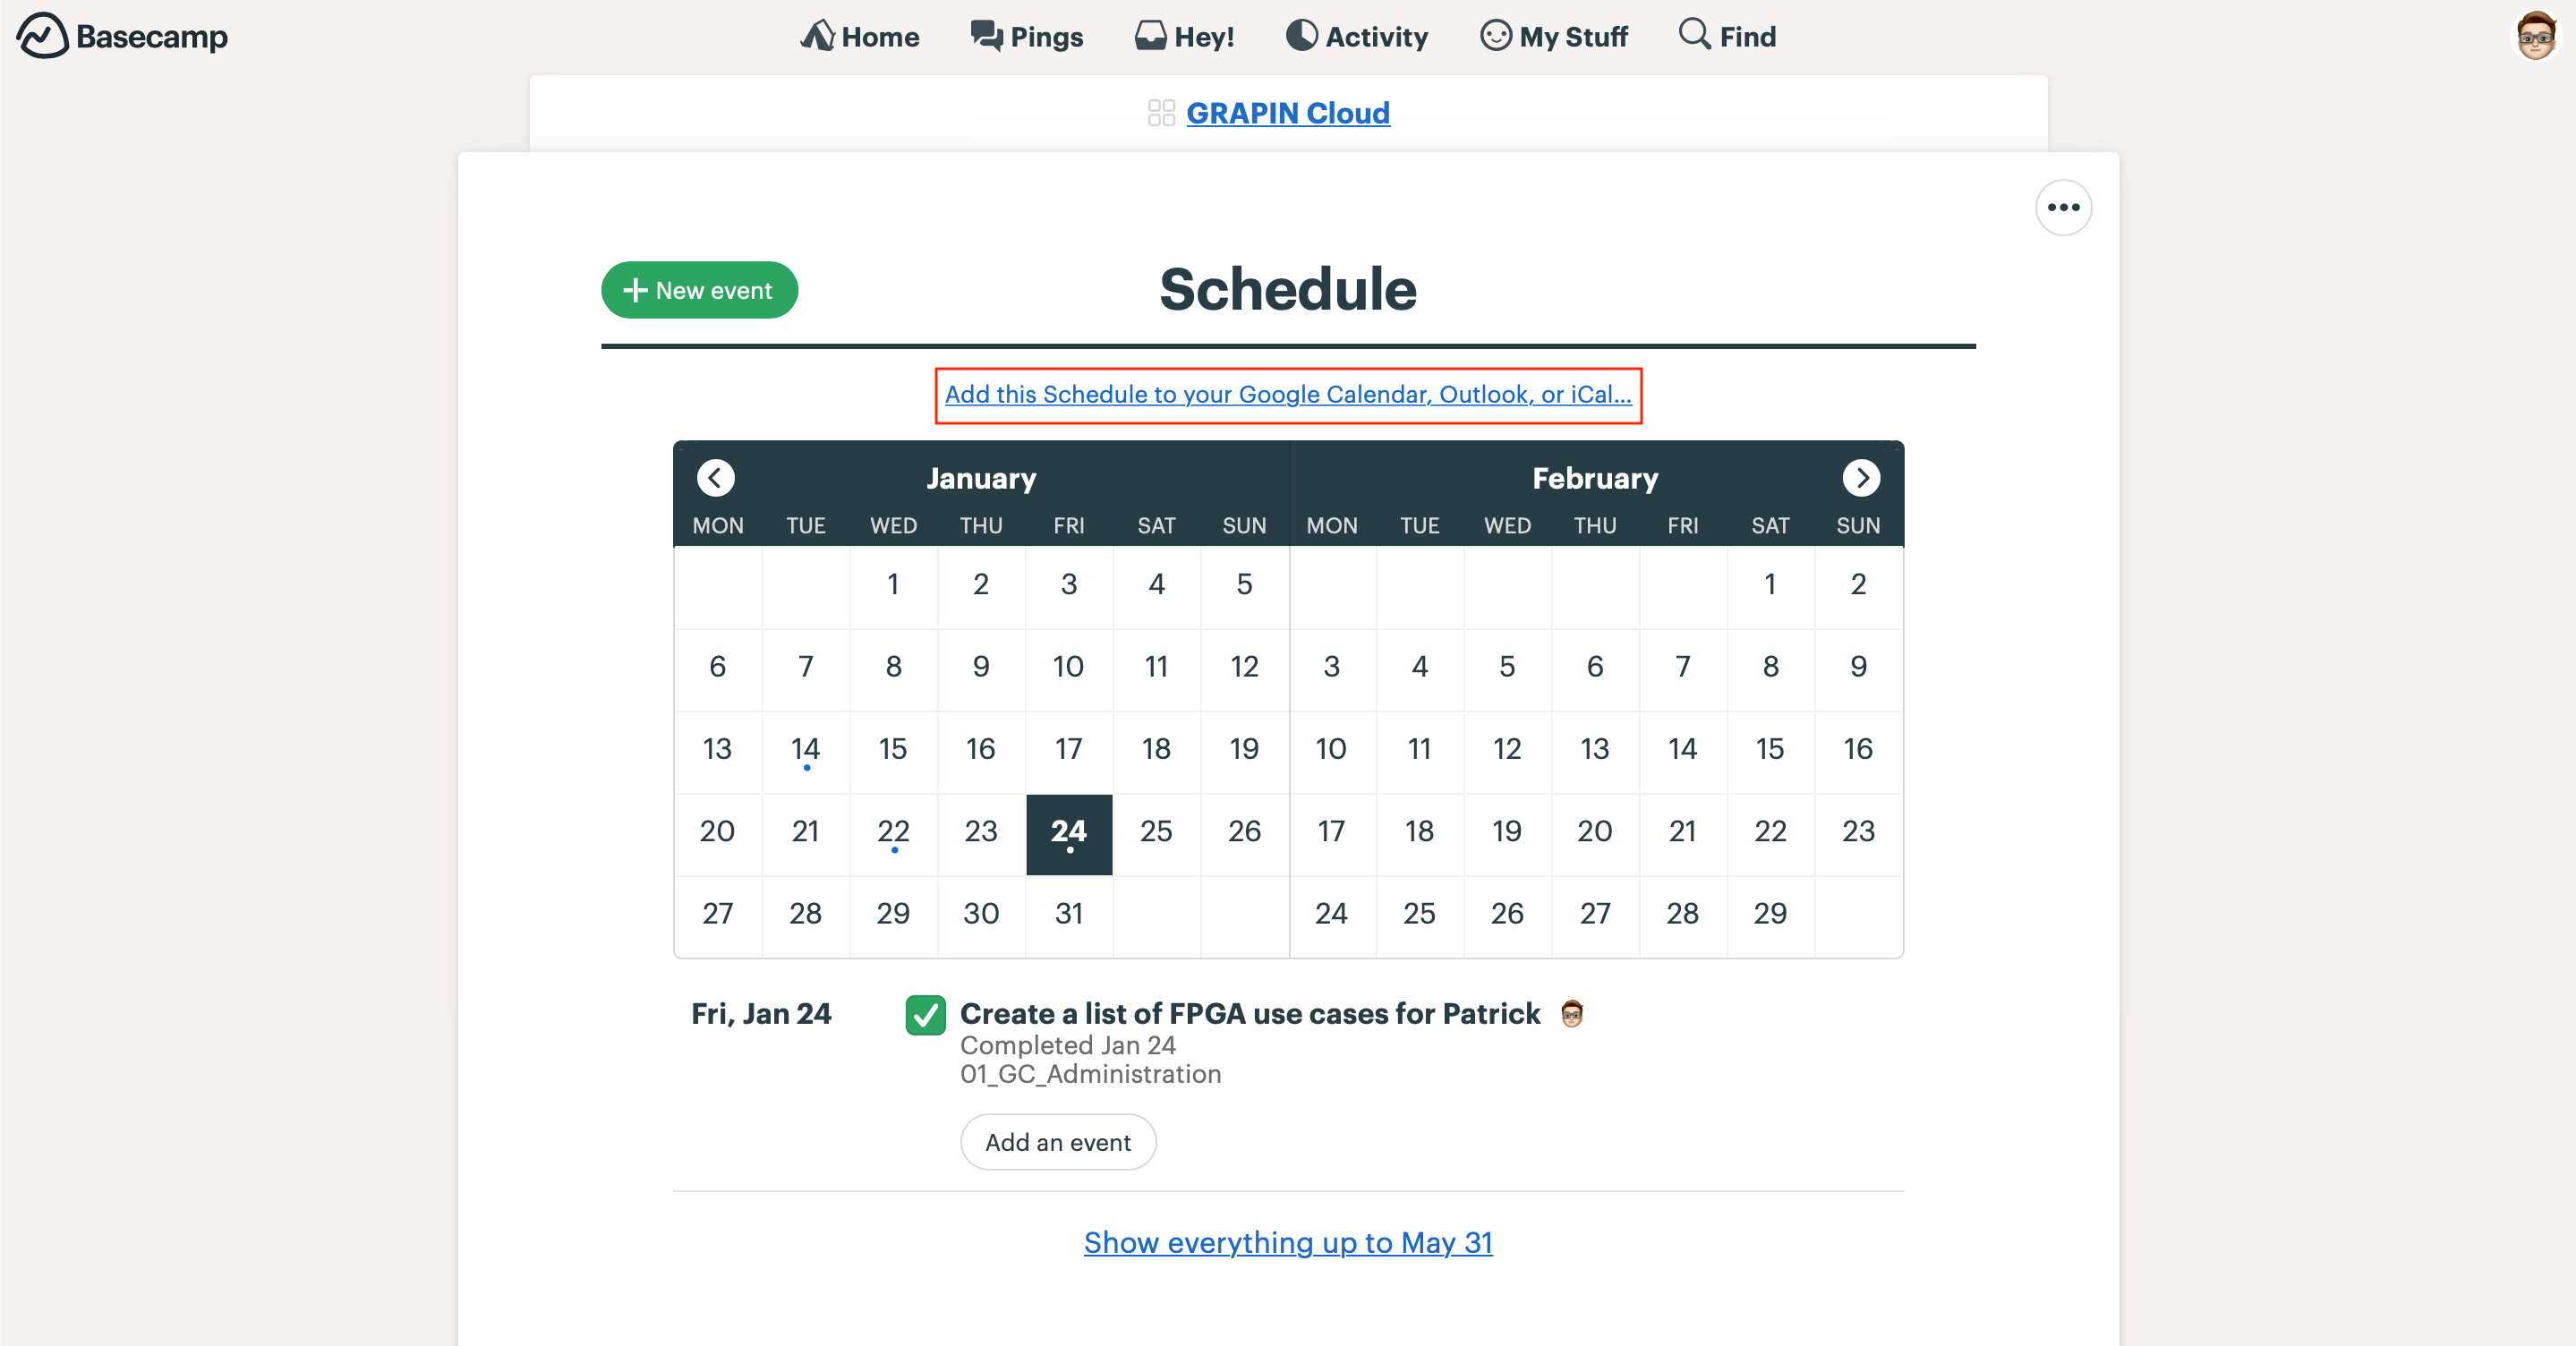 Basecamp
Home Pings Hey! Activity My Stuff Find
GRAPIN Cloud
New event
Schedule
Add this Schedule to your Google Calendar, Outlook, or iCal...
January February
MON TUE WED THU FRI SAT SUN MON TUE WED THU FRI SAT SUN
1 2 3 4 5 1 2
6 7 8 9 10 11 12 3 4 5 6 7 8 9
13 14 15 16 17 18 19 10 11 12 13 14 15 16
20 21 22 23 24 25 26 17 18 19 20 21 22 23
27 28 29 30 31 24 25 26 27 28 29
Fri, Jan 24 Create a list of FPGA use cases for Patrick
Completed Jan 24
01_GC_Administration
Add an event
Show everything up to May 31